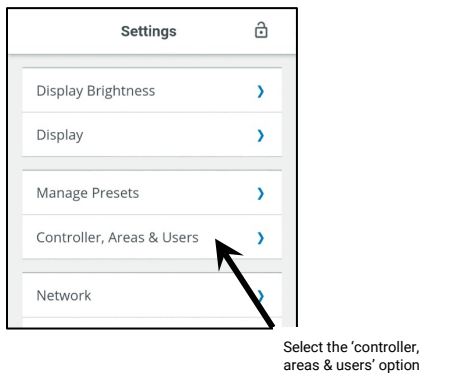 Settings
Display Brightness
Display
Manage Presets
Controller, Areas & Users
Network
Select the ‘controller,
areas & users’ option